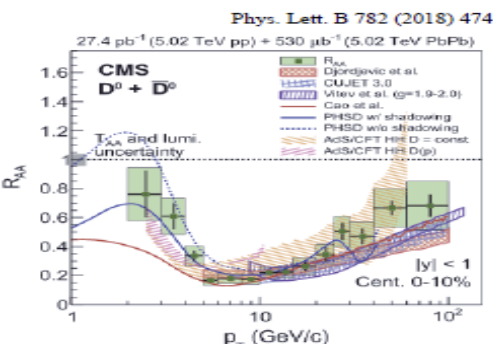 Phys. Lett. B 782 (2018) 474
27.4 pb⁻¹ (5.02 TeV pp) + 530 μb⁻¹ (5.02 TeV PbPb)
CMS
D⁰ + D̅⁰
T_AA and lumi.
uncertainty
R_AA
Djordjevic et al.
CUJET 3.0
Vitev et al. (g=1.9-2.0)
Cao et al.
PHSD w/ shadowing
PHSD w/o shadowing
AdS/CFT HH D = const
AdS/CFT HH D(p)
1.6
1.4
1.2
1
0.8
0.6
0.4
0.2
0
R_AA
|y| < 1
Cent. 0-10%
1
10
10²
(GeV/c)